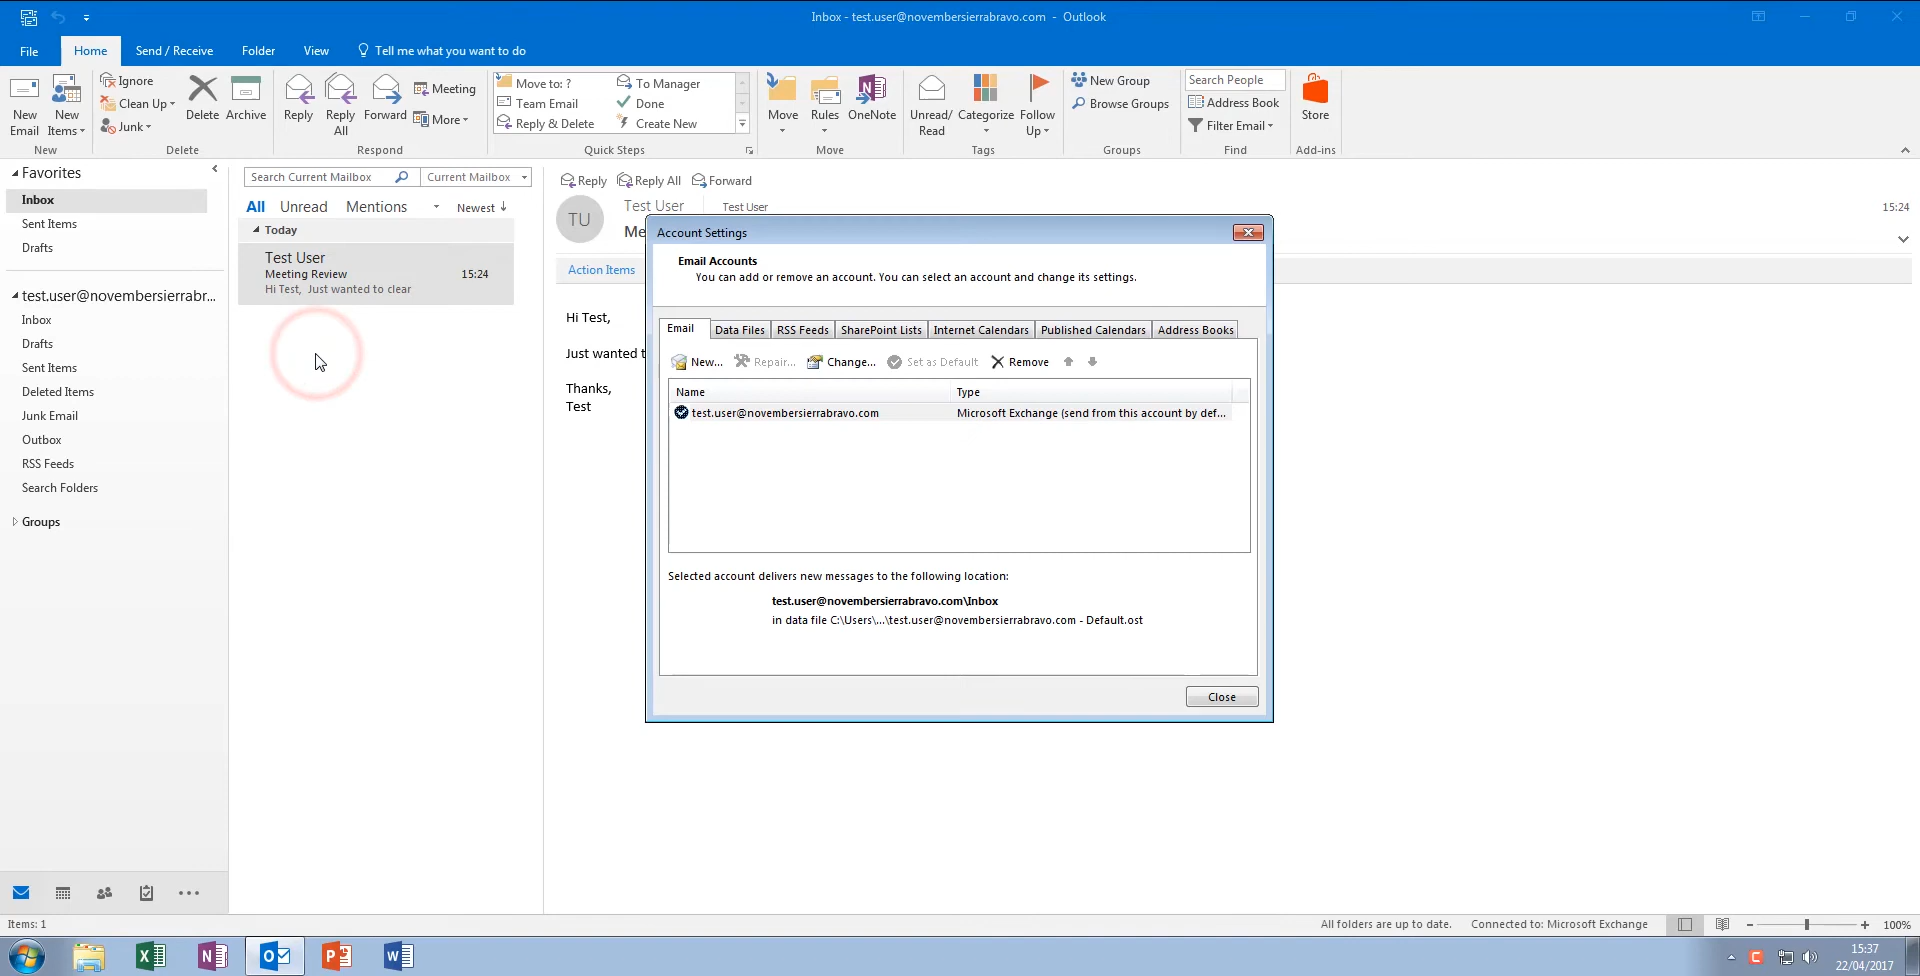 Inbox - test.user@novembersierrabravo.com - Outlook
File Home Send / Receive Folder View Tell me what you want to do
New Email
New Items
New
Ignore
Clean Up
Junk
Delete
Archive
Delete
Reply
Reply All
Forward
Meeting
More
Respond
Move to: ? To Manager
Team Email Done
Reply & Delete Create New
Quick Steps
Move
Rules
OneNote
Move
Unread/ Read
Categorize
Follow Up
Tags
New Group
Browse Groups
Groups
Search People
Address Book
Filter Email
Find
Store
Add-ins
Favorites
Inbox
Sent Items
Drafts
test.user@novembersierrabr...
Inbox
Drafts
Sent Items
Deleted Items
Junk Email
Outbox
RSS Feeds
Search Folders
Groups
Search Current Mailbox Current Mailbox
All Unread Mentions Newest
Today
Test User
Meeting Review 15:24
Hi Test, Just wanted to clear
Reply Reply All Forward
TU
Test User Test User
15:24
Me
Action Items
Hi Test,
Just wanted t
Thanks,
Test
Account Settings
Email Accounts
You can add or remove an account. You can select an account and change its settings.
Email Data Files RSS Feeds SharePoint Lists Internet Calendars Published Calendars Address Books
New... Repair... Change... Set as Default Remove
Name Type
test.user@novembersierrabravo.com Microsoft Exchange (send from this account by def...
Selected account delivers new messages to the following location:
test.user@novembersierrabravo.com\Inbox
in data file C:\Users\...\test.user@novembersierrabravo.com - Default.ost
Close
Items: 1
All folders are up to date. Connected to: Microsoft Exchange
100%
15:37
22/04/2017